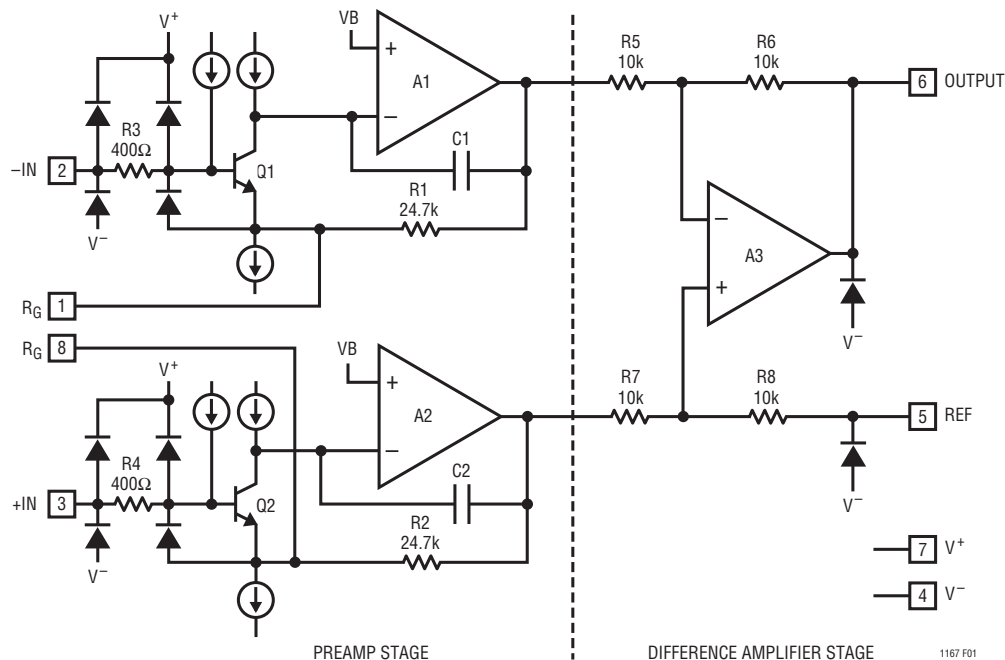 V+
VB
R3
400Ω
–IN 2
V–
Q1
+
A1
–
C1
R1
24.7k
R5
10k
R6
10k
6 OUTPUT
–
A3
+
V–
RG 1
RG 8
V+
VB
R4
400Ω
+IN 3
V–
Q2
+
A2
–
C2
R2
24.7k
R7
10k
R8
10k
5 REF
V–
7 V+
4 V–
PREAMP STAGE
DIFFERENCE AMPLIFIER STAGE
1167 F01